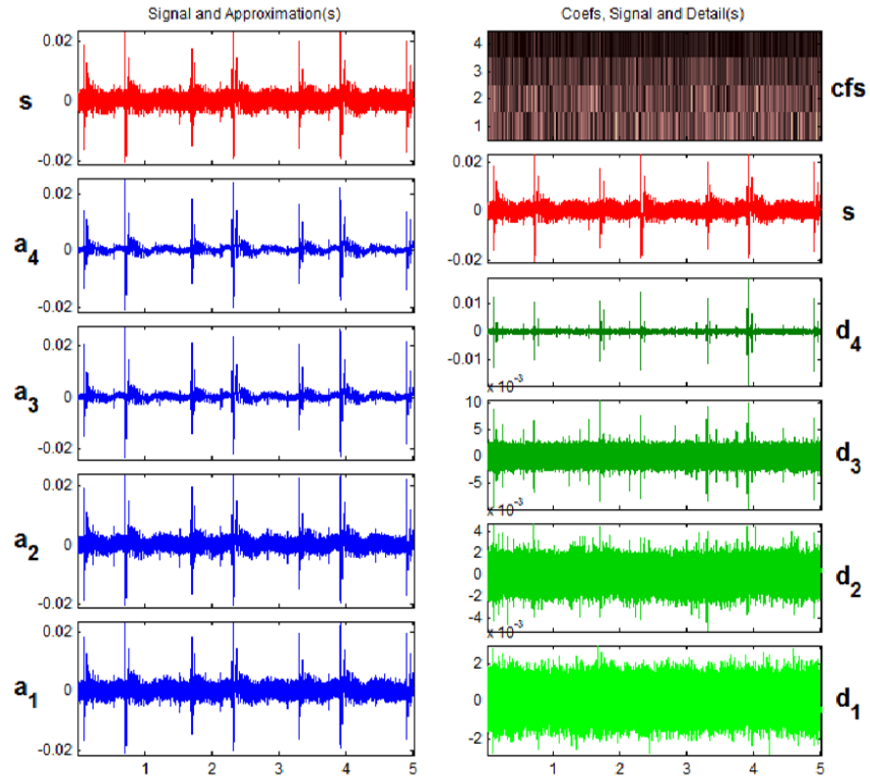 Signal and Approximation(s)
0.02
s
0
-0.02
0.02
a4
0
-0.02
0.02
a3
0
-0.02
0.02
a2
0
-0.02
0.02
a1
0
-0.02
1 2 3 4 5
Coefs, Signal and Detail(s)
4
3
2
1
cfs
0.02
0
s
-0.02
0.01
0
d4
-0.01
x 10-3
10
5
0
d3
-5
x 10-3
4
2
0
d2
-2
-4
x 10-3
2
0
d1
-2
1 2 3 4 5